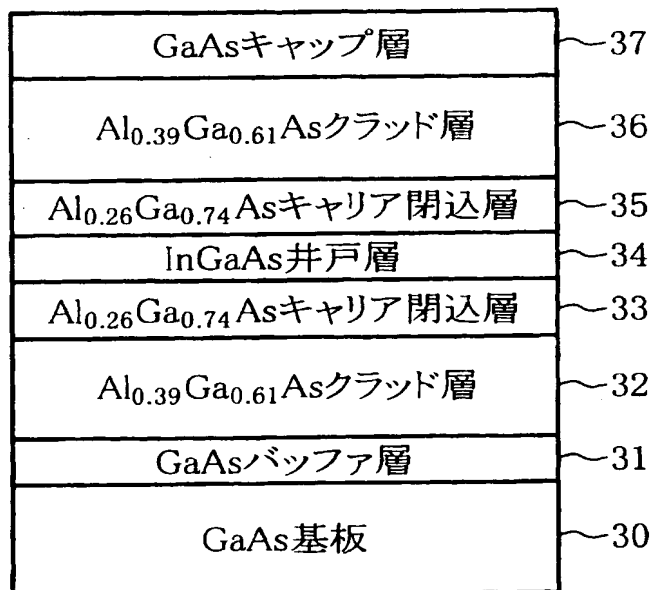 GaAsキャップ層 37
Al0.39Ga0.61Asクラッド層 36
Al0.26Ga0.74Asキャリア閉込層 35
InGaAs井戸層 34
Al0.26Ga0.74Asキャリア閉込層 33
Al0.39Ga0.61Asクラッド層 32
GaAsバッファ層 31
GaAs基板 30